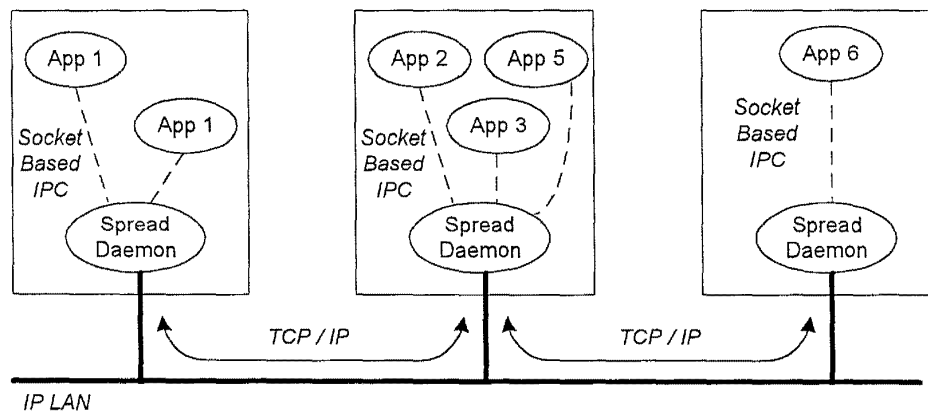 App 1
App 1
Socket
Based
IPC
Spread
Daemon
App 2
App 5
App 3
Socket
Based
IPC
Spread
Daemon
App 6
Socket
Based
IPC
Spread
Daemon
TCP / IP
TCP / IP
IP LAN